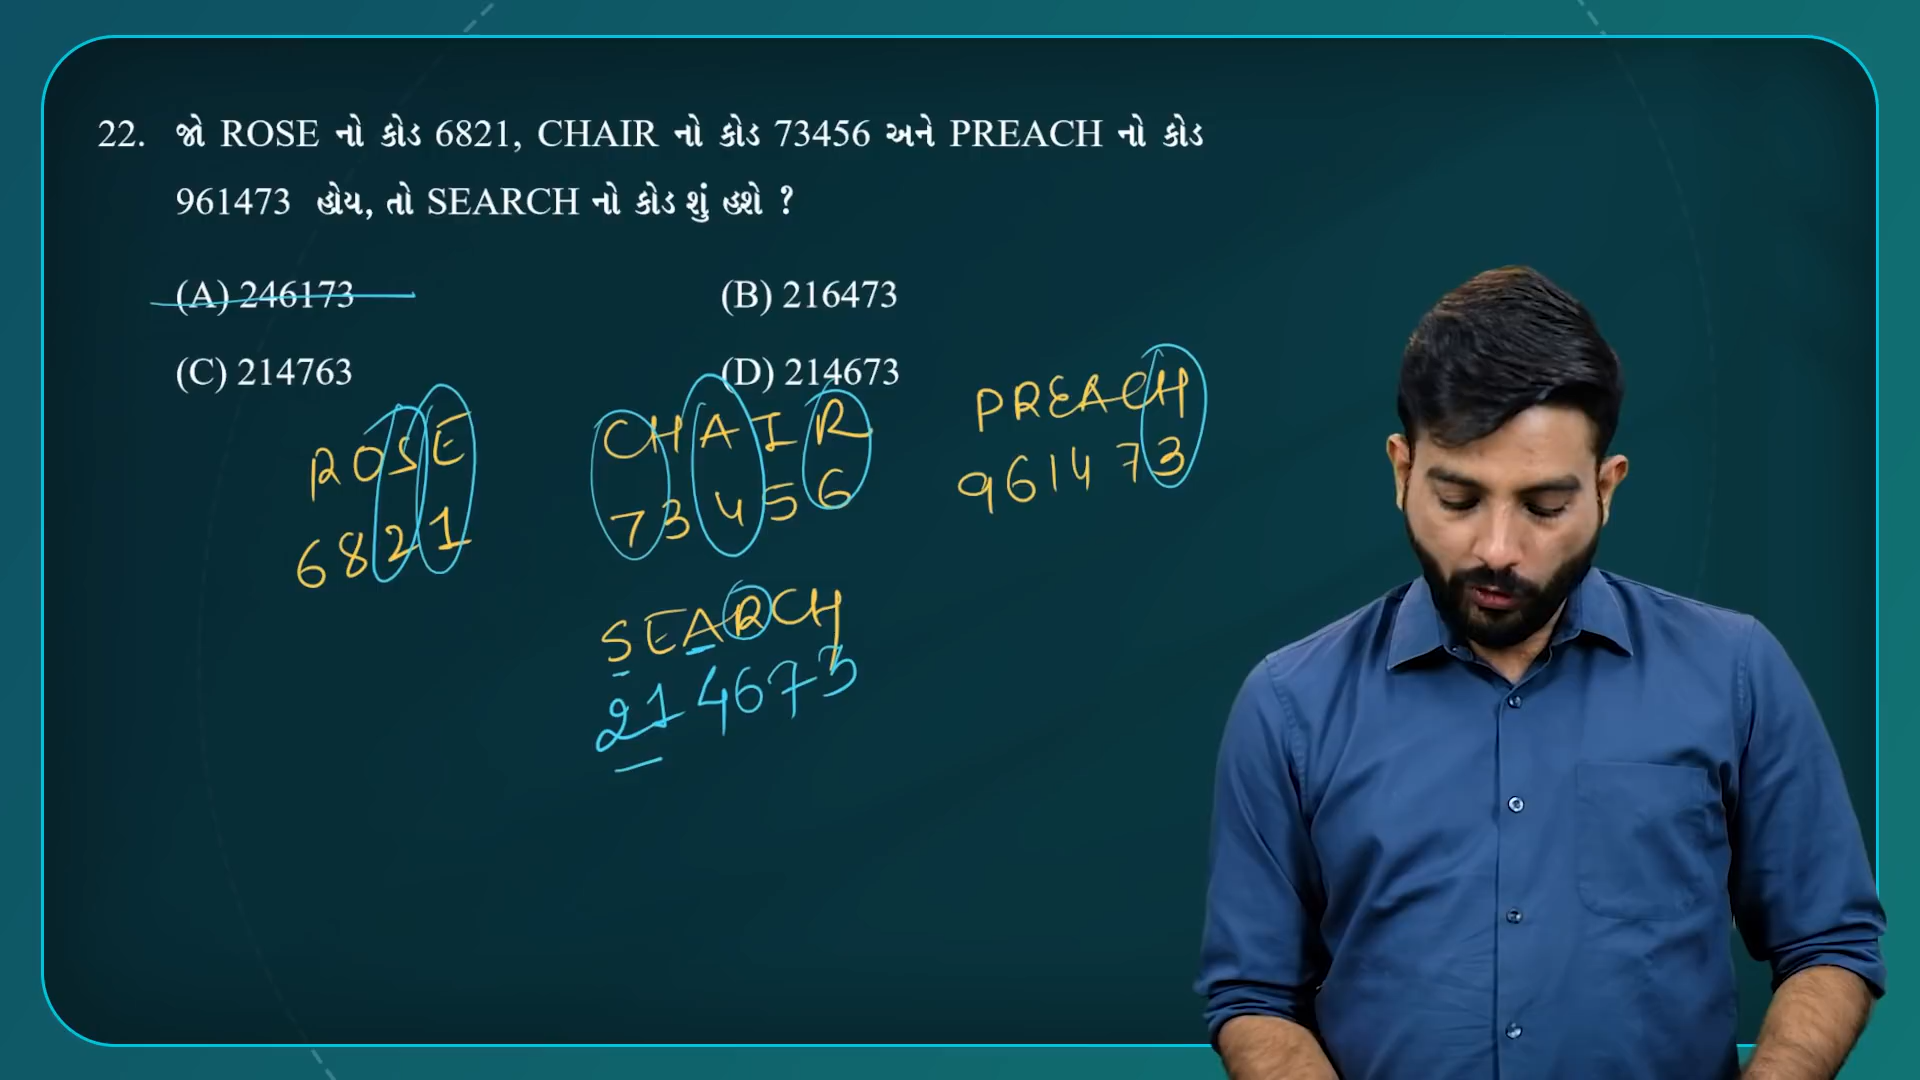 22. જો ROSE નો કોડ 6821, CHAIR નો કોડ 73456 અને PREACH નો કોડ
961473 હોય, તો SEARCH નો કોડ શું હશે ?
(A) 246173 (B) 216473
(C) 214763 (D) 214673
ROSE CHAIR PREACH
6821 73456 961473
SEARCH
214673